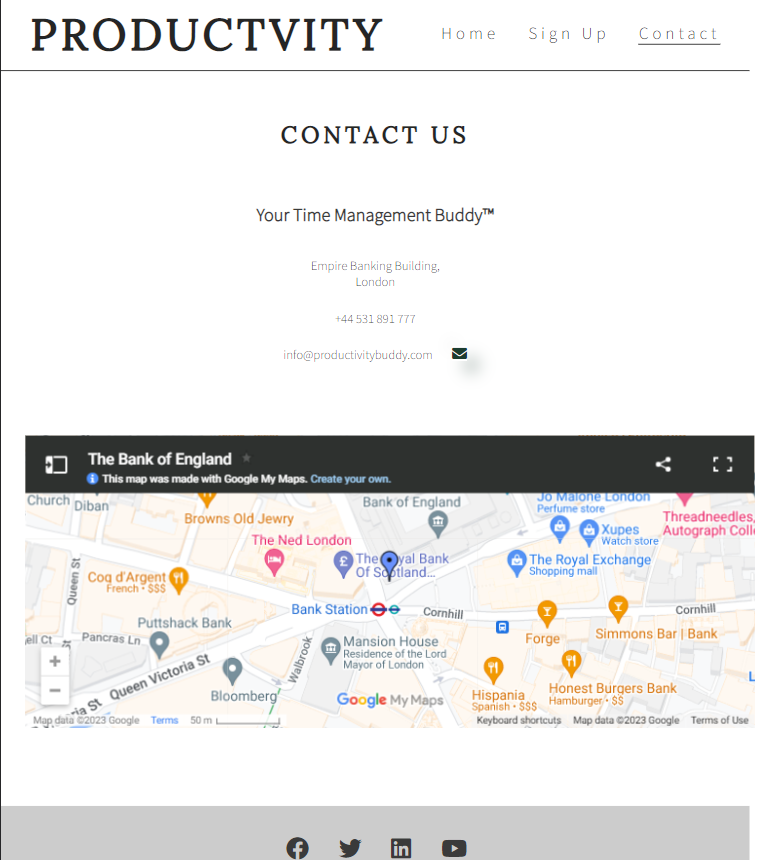 PRODUCTVITY
Home Sign Up Contact
CONTACT US
Your Time Management Buddy™
Empire Banking Building,
London
+44 531 891 777
info@productivitybuddy.com
The Bank of England
This map was made with Google My Maps. Create your own.
Church
Diban
Browns Old Jewry
Bank of England
Jo Malone London
Perfume store
Xupes
Watch store
Threadneedles,
Autograph Coll
The Ned London
£
The yal Bank
Of Scotland...
The Royal Exchange
Shopping mall
Queen St
Coq d'Argent
French • $$$
Bank Station
Cornhill
Cornhill
Puttshack Bank
Forge
Simmons Bar | Bank
ell Ct
Pancras Ln
Walbrook
Mansion House
Residence of the Lord
Mayor of London
Queen Victoria St
ia St
Bloomberg
Hispania
Spanish • $$$
Honest Burgers Bank
Hamburger • $$
+
−
Google My Maps
Map data ©2023 Google Terms 50 m
Keyboard shortcuts Map data ©2023 Google Terms of Use